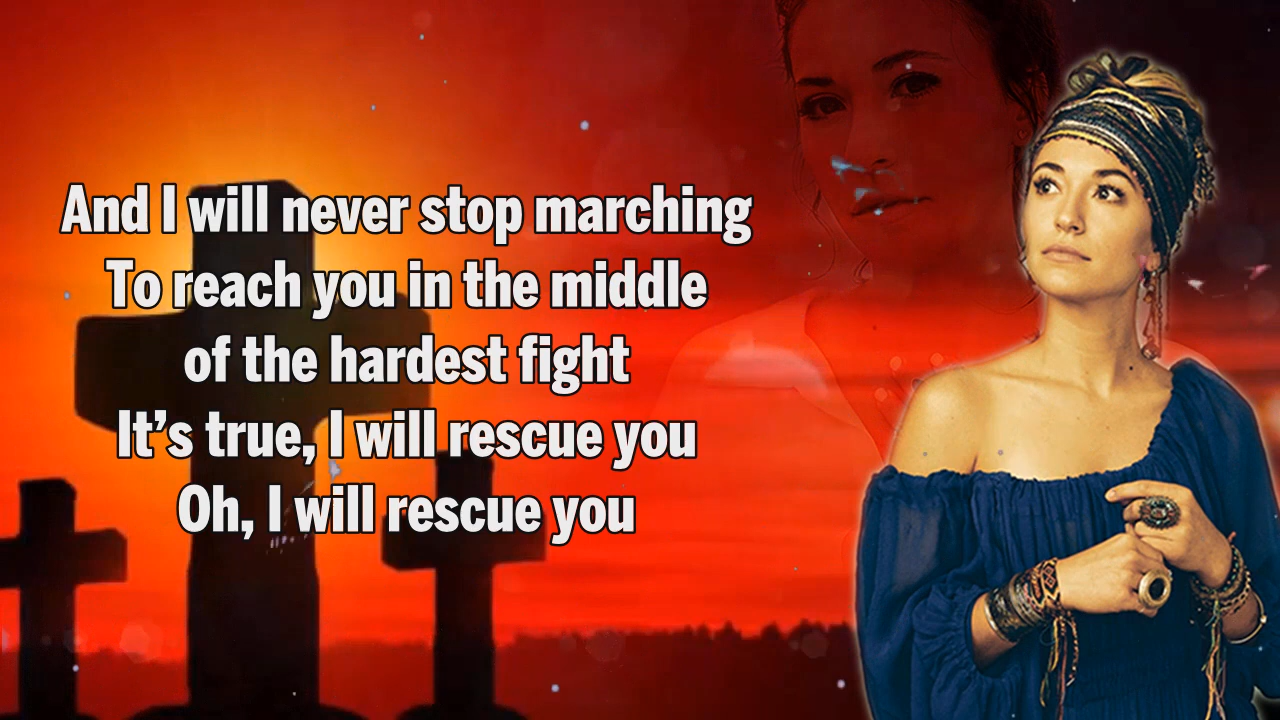 And I will never stop marching
To reach you in the middle
of the hardest fight
It’s true, I will rescue you
Oh, I will rescue you